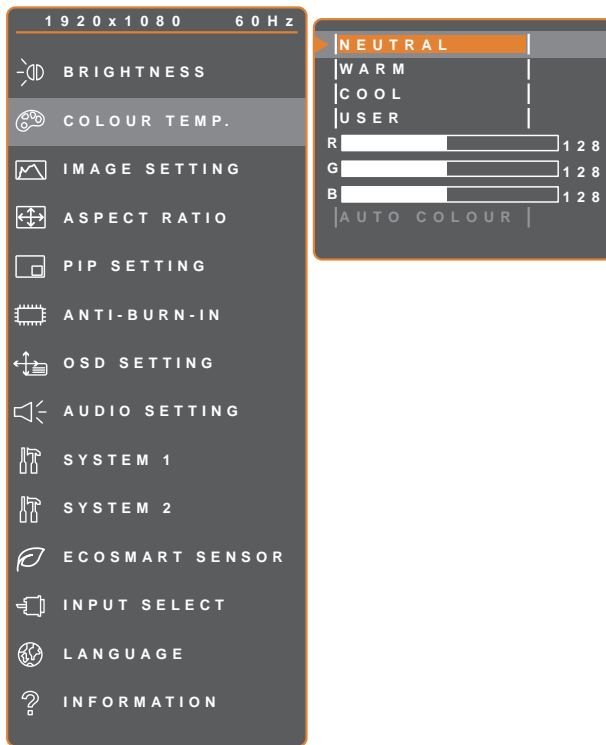 1920x1080 60Hz
BRIGHTNESS
COLOUR TEMP.
IMAGE SETTING
ASPECT RATIO
PIP SETTING
ANTI-BURN-IN
OSD SETTING
AUDIO SETTING
SYSTEM 1
SYSTEM 2
ECOSMART SENSOR
INPUT SELECT
LANGUAGE
INFORMATION
NEUTRAL
WARM
COOL
USER
R 128
G 128
B 128
AUTO COLOUR